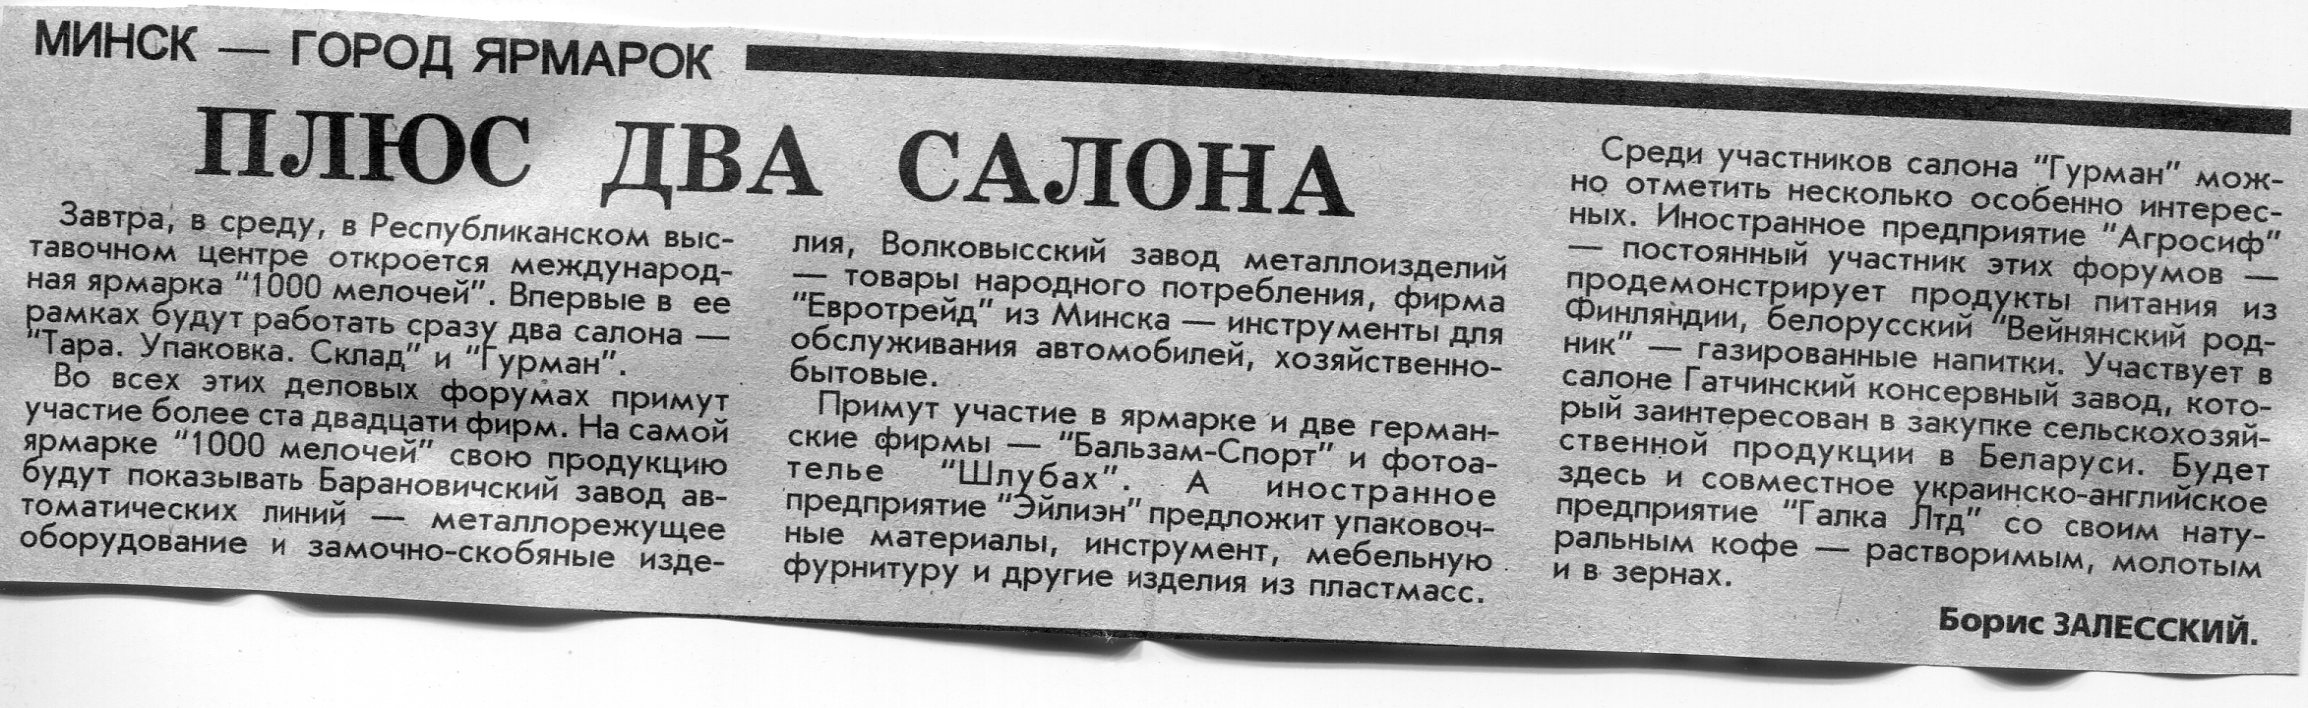 МИНСК — ГОРОД ЯРМАРОК
ПЛЮС ДВА САЛОНА
Завтра, в среду, в Республиканском выс-
тавочном центре откроется международ-
ная ярмарка "1000 мелочей". Впервые в ее
рамках будут работать сразу два салона —
"Тара. Упаковка. Склад" и "Гурман".
Во всех этих деловых форумах примут
участие более ста двадцати фирм. На самой
ярмарке "1000 мелочей" свою продукцию
будут показывать Барановичский завод ав-
томатических линий — металлорежущее
оборудование и замочно-скобяные изде-
лия, Волковысский завод металлоизделий
— товары народного потребления, фирма
"Евротрейд" из Минска — инструменты для
обслуживания автомобилей, хозяйственно-
бытовые.
Примут участие в ярмарке и две герман-
ские фирмы — "Бальзам-Спорт" и фотоа-
телье "Шлубах". А иностранное
предприятие "Эйлиэн" предложит упаковоч-
ные материалы, инструмент, мебельную
фурнитуру и другие изделия из пластмасс.
Среди участников салона "Гурман" мож-
но отметить несколько особенно интерес-
ных. Иностранное предприятие "Агросиф"
— постоянный участник этих форумов —
продемонстрирует продукты питания из
Финляндии, белорусский "Вейнянский род-
ник" — газированные напитки. Участвует в
салоне Гатчинский консервный завод, кото-
рый заинтересован в закупке сельскохозяй-
ственной продукции в Беларуси. Будет
здесь и совместное украинско-английское
предприятие "Галка Лтд" со своим нату-
ральным кофе — растворимым, молотым
и в зернах.
Борис ЗАЛЕССКИЙ.